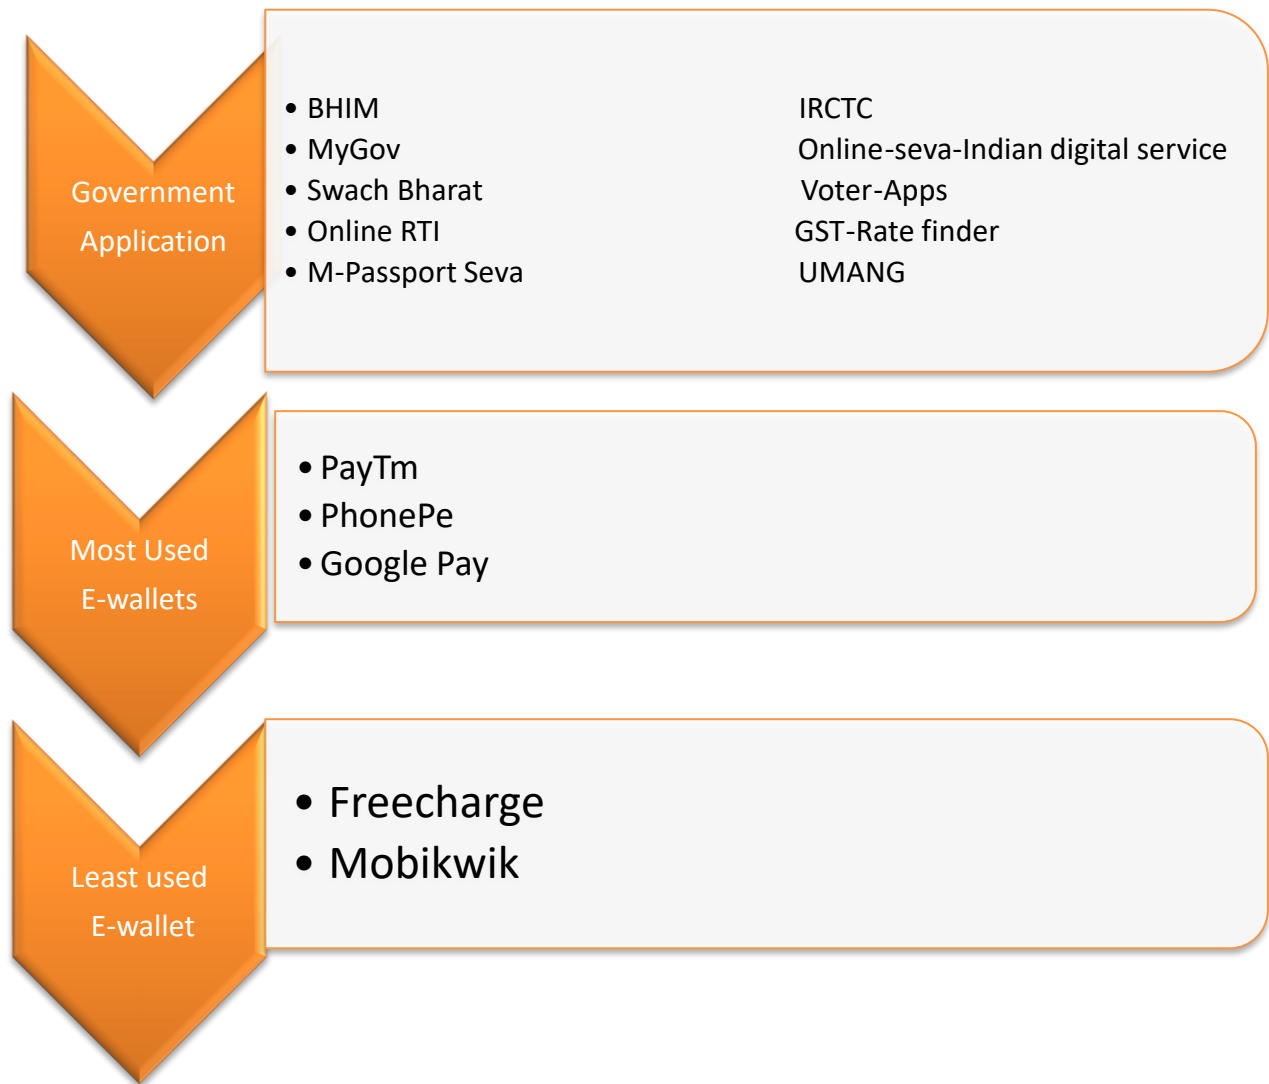 Government
Application
• BHIM IRCTC
• MyGov Online-seva-Indian digital service
• Swach Bharat Voter-Apps
• Online RTI GST-Rate finder
• M-Passport Seva UMANG
Most Used
E-wallets
• PayTm
• PhonePe
• Google Pay
Least used
E-wallet
• Freecharge
• Mobikwik